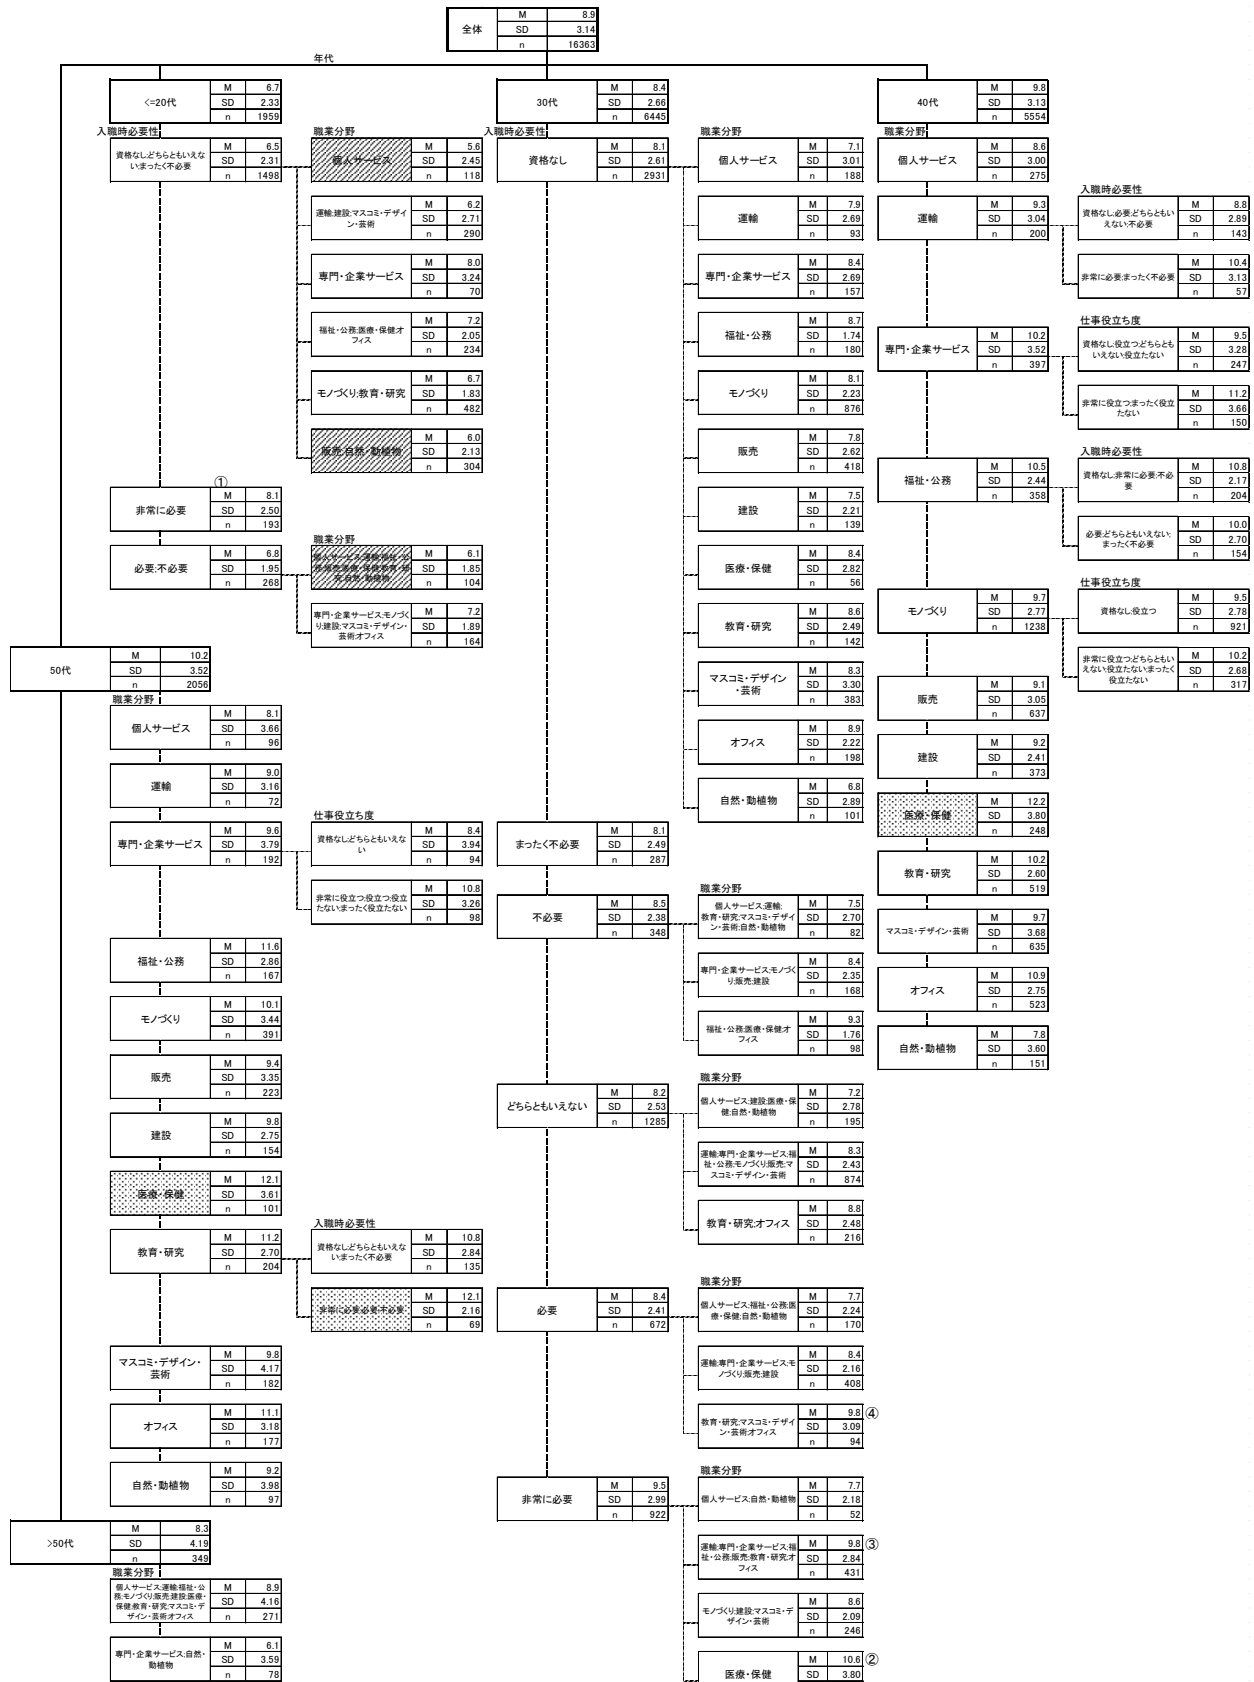 全体
M 8.9
SD 3.14
n 16363
年代
<=20代
M 6.7
SD 2.33
n 1959
入職時必要性
資格なし;どちらともいえな
い;まったく不必要
M 6.5
SD 2.31
n 1498
職業分野
個人サービス
M 5.6
SD 2.45
n 118
運輸;建設;マスコミ・デザイ
ン・芸術
M 6.2
SD 2.71
n 290
専門・企業サービス
M 8.0
SD 3.24
n 70
福祉・公務;医療・保健;オ
フィス
M 7.2
SD 2.05
n 234
モノづくり;教育・研究
M 6.7
SD 1.83
n 482
販売;自然・動植物
M 6.0
SD 2.13
n 304
①
非常に必要
M 8.1
SD 2.50
n 193
必要;不必要
M 6.8
SD 1.95
n 268
職業分野
個人サービス;運輸;福祉・公
務;販売;医療・保健;教育・研
究;自然・動植物
M 6.1
SD 1.85
n 104
専門・企業サービス;モノづく
り;建設;マスコミ・デザイン・
芸術;オフィス
M 7.2
SD 1.89
n 164
50代
M 10.2
SD 3.52
n 2056
職業分野
個人サービス
M 8.1
SD 3.66
n 96
運輸
M 9.0
SD 3.16
n 72
専門・企業サービス
M 9.6
SD 3.79
n 192
仕事役立ち度
資格なし;どちらともいえな
い
M 8.4
SD 3.94
n 94
非常に役立つ;役立つ;役立
たない;まったく役立たない
M 10.8
SD 3.26
n 98
福祉・公務
M 11.6
SD 2.86
n 167
モノづくり
M 10.1
SD 3.44
n 391
販売
M 9.4
SD 3.35
n 223
建設
M 9.8
SD 2.75
n 154
医療・保健
M 12.1
SD 3.61
n 101
教育・研究
M 11.2
SD 2.70
n 204
入職時必要性
資格なし;どちらともいえな
い;まったく不必要
M 10.8
SD 2.84
n 135
非常に必要;必要;不必要
M 12.1
SD 2.16
n 69
マスコミ・デザイン・
芸術
M 9.8
SD 4.17
n 182
オフィス
M 11.1
SD 3.18
n 177
自然・動植物
M 9.2
SD 3.98
n 97
>50代
M 8.3
SD 4.19
n 349
職業分野
個人サービス;運輸;福祉・公
務;モノづくり;販売;建設;医療・
保健;教育・研究;マスコミ・デ
ザイン・芸術;オフィス
M 8.9
SD 4.16
n 271
専門・企業サービス;自然・
動植物
M 6.1
SD 3.59
n 78
30代
M 8.4
SD 2.66
n 6445
入職時必要性
資格なし
M 8.1
SD 2.61
n 2931
職業分野
個人サービス
M 7.1
SD 3.01
n 188
運輸
M 7.9
SD 2.69
n 93
専門・企業サービス
M 8.4
SD 2.69
n 157
福祉・公務
M 8.7
SD 1.74
n 180
モノづくり
M 8.1
SD 2.23
n 876
販売
M 7.8
SD 2.62
n 418
建設
M 7.5
SD 2.21
n 139
医療・保健
M 8.4
SD 2.82
n 56
教育・研究
M 8.6
SD 2.49
n 142
マスコミ・デザイン
・芸術
M 8.3
SD 3.30
n 383
オフィス
M 8.9
SD 2.22
n 198
自然・動植物
M 6.8
SD 2.89
n 101
まったく不必要
M 8.1
SD 2.49
n 287
不必要
M 8.5
SD 2.38
n 348
職業分野
個人サービス;運輸;
教育・研究;マスコミ・デザイ
ン・芸術;自然・動植物
M 7.5
SD 2.70
n 82
専門・企業サービス;モノづく
り;販売;建設
M 8.4
SD 2.35
n 168
福祉・公務;医療・保健;オ
フィス
M 9.3
SD 1.76
n 98
どちらともいえない
M 8.2
SD 2.53
n 1285
職業分野
個人サービス;建設;医療・保
健;自然・動植物
M 7.2
SD 2.78
n 195
運輸;専門・企業サービス;福
祉・公務;モノづくり;販売;マ
スコミ・デザイン・芸術
M 8.3
SD 2.43
n 874
教育・研究;オフィス
M 8.8
SD 2.48
n 216
必要
M 8.4
SD 2.41
n 672
職業分野
個人サービス;福祉・公務;医
療・保健;自然・動植物
M 7.7
SD 2.24
n 170
運輸;専門・企業サービス;モ
ノづくり;販売;建設
M 8.4
SD 2.16
n 408
教育・研究;マスコミ・デザイ
ン・芸術;オフィス
M 9.8 ④
SD 3.09
n 94
非常に必要
M 9.5
SD 2.99
n 922
職業分野
個人サービス;自然・動植物
M 7.7
SD 2.18
n 52
運輸;専門・企業サービス;福
祉・公務;販売;教育・研究;オ
フィス
M 9.8 ③
SD 2.84
n 431
モノづくり;建設;マスコミ・デ
ザイン・芸術
M 8.6
SD 2.09
n 246
医療・保健
M 10.6 ②
SD 3.80
40代
M 9.8
SD 3.13
n 5554
職業分野
個人サービス
M 8.6
SD 3.00
n 275
運輸
M 9.3
SD 3.04
n 200
入職時必要性
資格なし;必要;どちらともい
えない;不必要
M 8.8
SD 2.89
n 143
非常に必要;まったく不必要
M 10.4
SD 3.13
n 57
専門・企業サービス
M 10.2
SD 3.52
n 397
仕事役立ち度
資格なし;役立つ;どちらとも
いえない;役立たない
M 9.5
SD 3.28
n 247
非常に役立つ;まったく役立
たない
M 11.2
SD 3.66
n 150
福祉・公務
M 10.5
SD 2.44
n 358
入職時必要性
資格なし;非常に必要;不必
要
M 10.8
SD 2.17
n 204
必要;どちらともいえない;
まったく不必要
M 10.0
SD 2.70
n 154
モノづくり
M 9.7
SD 2.77
n 1238
仕事役立ち度
資格なし;役立つ
M 9.5
SD 2.78
n 921
非常に役立つ;どちらともい
えない;役立たない;まったく
役立たない
M 10.2
SD 2.68
n 317
販売
M 9.1
SD 3.05
n 637
建設
M 9.2
SD 2.41
n 373
医療・保健
M 12.2
SD 3.80
n 248
教育・研究
M 10.2
SD 2.60
n 519
マスコミ・デザイン・芸術
M 9.7
SD 3.68
n 635
オフィス
M 10.9
SD 2.75
n 523
自然・動植物
M 7.8
SD 3.60
n 151